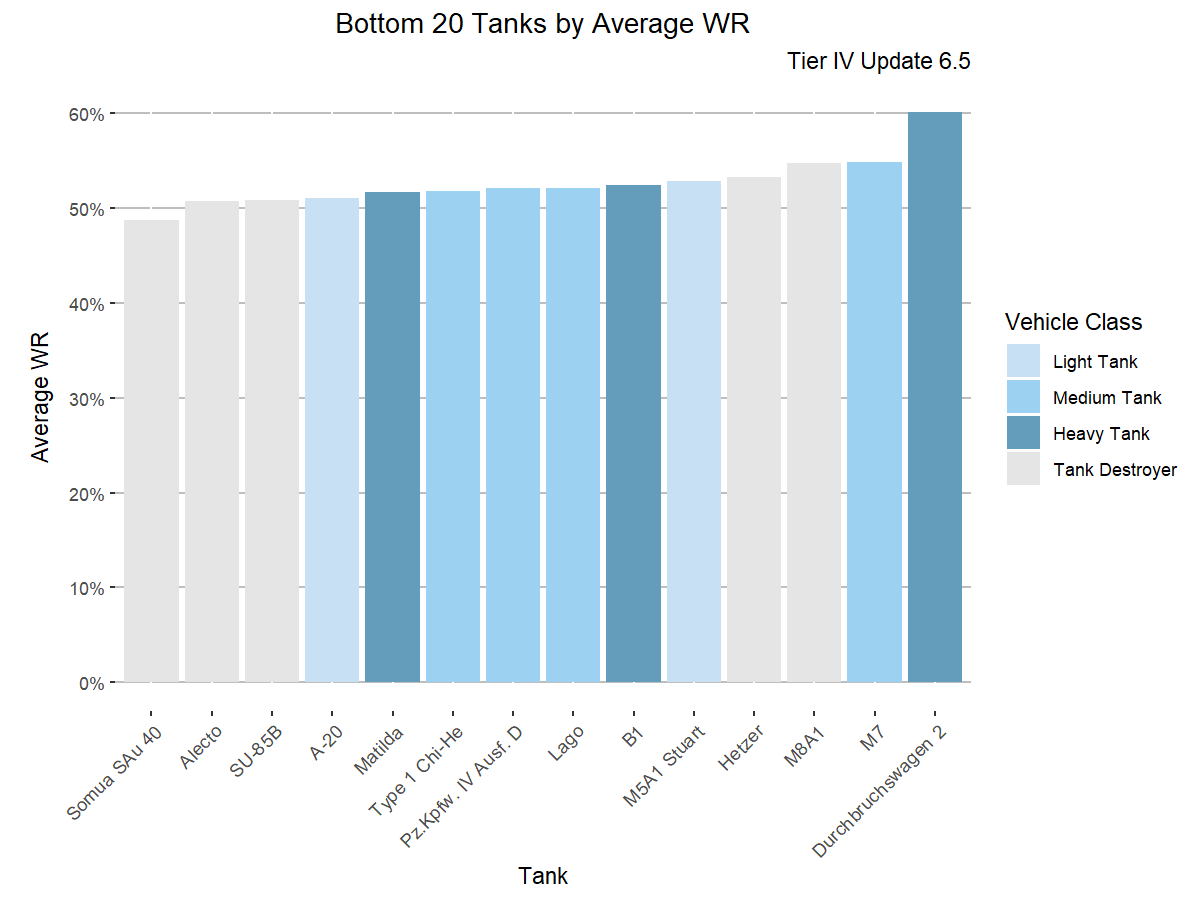 Bottom 20 Tanks by Average WR
Tier IV Update 6.5
Average WR
60%
50%
40%
30%
20%
10%
0%
Somua SAu 40
Alecto
SU-85B
A-20
Matilda
Type 1 Chi-He
Pz.Kpfw. IV Ausf. D
Lago
B1
M5A1 Stuart
Hetzer
M8A1
M7
Durchbruchswagen 2
Tank
Vehicle Class
Light Tank
Medium Tank
Heavy Tank
Tank Destroyer